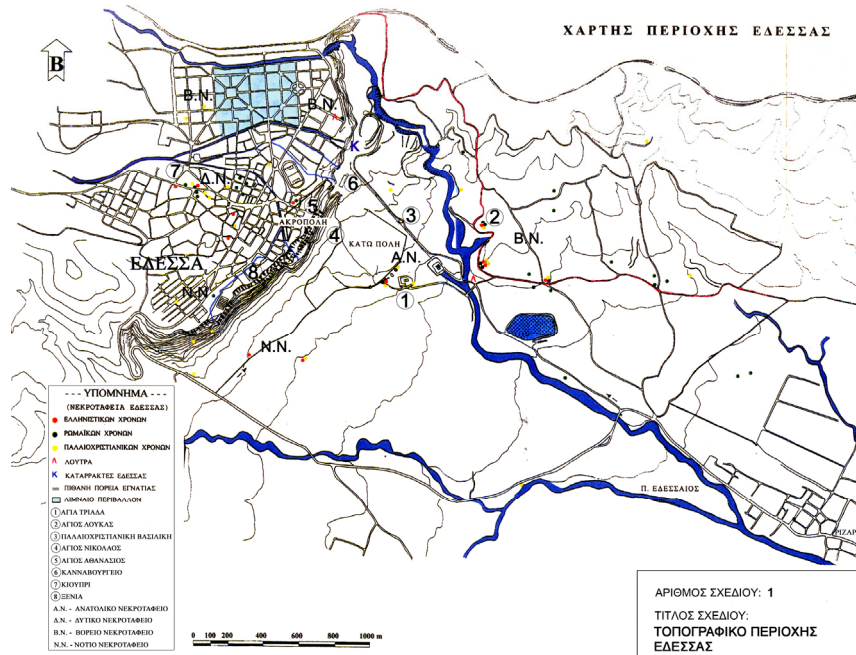 ΧΑΡΤΗΣ ΠΕΡΙΟΧΗΣ ΕΔΕΣΣΑΣ
Β
Β.Ν.
Β.Ν.
Λ
Κ
7
Δ.Ν.
6
5
ΑΚΡΟΠΟΛΗ
4
3
2
ΚΑΤΩ ΠΟΛΗ
Β.Ν.
Α.Ν.
ΕΔΕΣΣΑ
8
Λ
1
Ν.Ν.
Ν.Ν.
Π. ΕΔΕΣΣΑΙΟΣ
ΡΙΖΑΡ
--- ΥΠΟΜΝΗΜΑ ---
(ΝΕΚΡΟΤΑΦΕΙΑ ΕΔΕΣΣΑΣ)
ΕΛΛΗΝΙΣΤΙΚΩΝ ΧΡΟΝΩΝ
ΡΩΜΑΪΚΩΝ ΧΡΟΝΩΝ
ΠΑΛΑΙΟΧΡΙΣΤΙΑΝΙΚΩΝ ΧΡΟΝΩΝ
Λ ΛΟΥΤΡΑ
Κ ΚΑΤΑΡΡΑΚΤΕΣ ΕΔΕΣΣΑΣ
ΠΙΘΑΝΗ ΠΟΡΕΙΑ ΕΓΝΑΤΙΑΣ
ΛΙΜΝΑΙΟ ΠΕΡΙΒΑΛΛΟΝ
1 ΑΓΙΑ ΤΡΙΑΔΑ
2 ΑΓΙΟΣ ΛΟΥΚΑΣ
3 ΠΑΛΑΙΟΧΡΙΣΤΙΑΝΙΚΗ ΒΑΣΙΛΙΚΗ
4 ΑΓΙΟΣ ΝΙΚΟΛΑΟΣ
5 ΑΓΙΟΣ ΑΘΑΝΑΣΙΟΣ
6 ΚΑΝΝΑΒΟΥΡΓΕΙΟ
7 ΚΙΟΥΠΡΙ
8 ΞΕΝΙΑ
Α.Ν. - ΑΝΑΤΟΛΙΚΟ ΝΕΚΡΟΤΑΦΕΙΟ
Δ.Ν. - ΔΥΤΙΚΟ ΝΕΚΡΟΤΑΦΕΙΟ
Β.Ν. - ΒΟΡΕΙΟ ΝΕΚΡΟΤΑΦΕΙΟ
Ν.Ν. - ΝΟΤΙΟ ΝΕΚΡΟΤΑΦΕΙΟ
0 100 200 400 600 800 1000 m
ΑΡΙΘΜΟΣ ΣΧΕΔΙΟΥ: 1
ΤΙΤΛΟΣ ΣΧΕΔΙΟΥ:
ΤΟΠΟΓΡΑΦΙΚΟ ΠΕΡΙΟΧΗΣ
ΕΔΕΣΣΑΣ